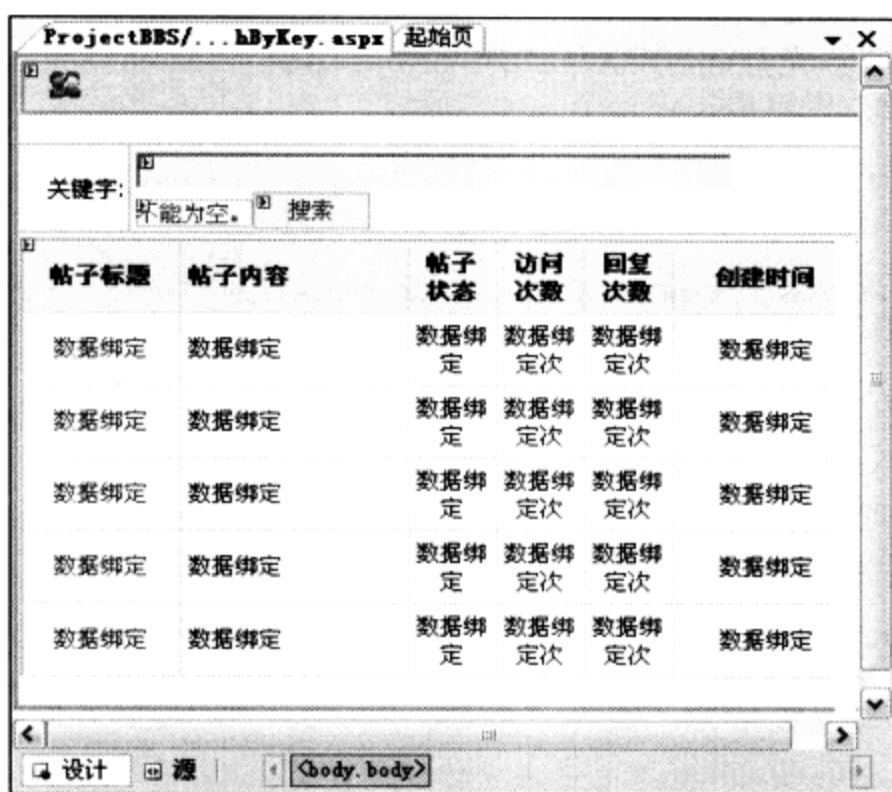 ProjectBBS/...hByKey.aspx 起始页
关键字:
不能为空。 搜索
帖子标题 帖子内容 帖子状态 访问次数 回复次数 创建时间
数据绑定 数据绑定 数据绑定 数据绑定次 数据绑定次 数据绑定
数据绑定 数据绑定 数据绑定 数据绑定次 数据绑定次 数据绑定
数据绑定 数据绑定 数据绑定 数据绑定次 数据绑定次 数据绑定
数据绑定 数据绑定 数据绑定 数据绑定次 数据绑定次 数据绑定
数据绑定 数据绑定 数据绑定 数据绑定次 数据绑定次 数据绑定
设计 源 <body.body>